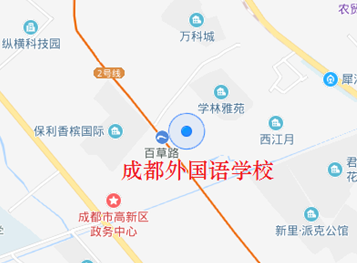 农贸
万科城
纵横科技园
2号线
犀浦
学林雅苑
保利香槟国际
西江月
百草路
成都外国语学校
君
花
成都市高新区
政务中心
新里·派克公馆